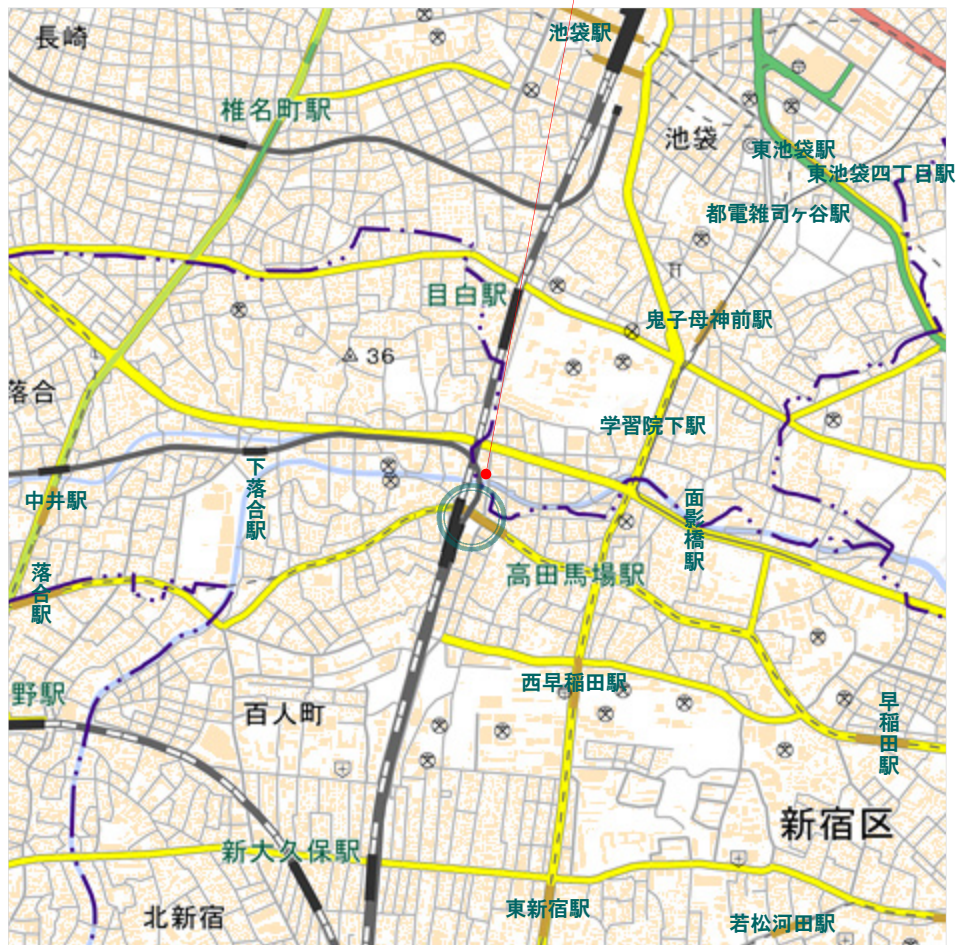 池袋駅
長崎
椎名町駅
池袋
東池袋駅
東池袋四丁目駅
都電雑司ヶ谷駅
目白駅
鬼子母神前駅
36
落合
学習院下駅
下落合駅
中井駅
面影橋駅
高田馬場駅
落合駅
西早稲田駅
野駅
早稲田駅
百人町
新宿区
新大久保駅
東新宿駅
北新宿
若松河田駅